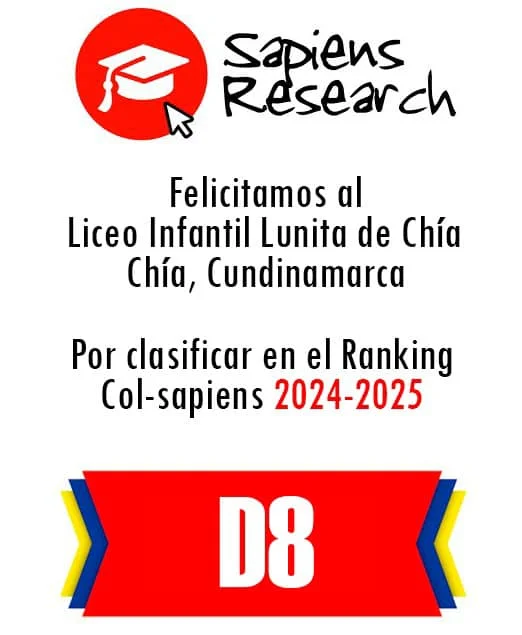 Sapiens
Research
Felicitamos al
Liceo Infantil Lunita de Chía
Chía, Cundinamarca
Por clasificar en el Ranking
Col-sapiens 2024-2025
D8